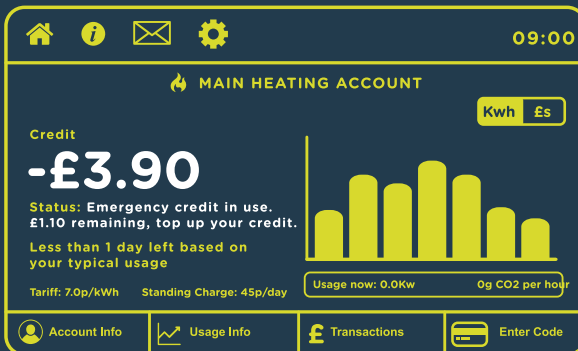 09:00
MAIN HEATING ACCOUNT
Kwh £s
Credit
-£3.90
Status: Emergency credit in use.
£1.10 remaining, top up your credit.
Less than 1 day left based on
your typical usage
Tariff: 7.0p/kWh Standing Charge: 45p/day
Usage now: 0.0Kw 0g CO2 per hour
Account Info Usage Info £ Transactions Enter Code